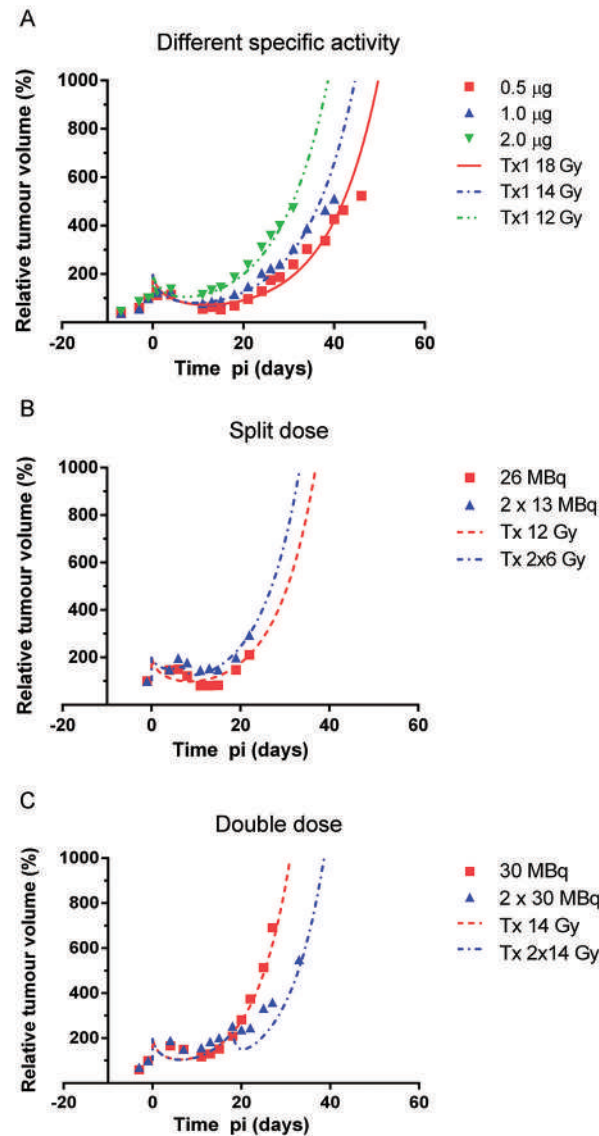 A
Different specific activity
Relative tumour volume (%)
1000
800
600
400
200
-20
0
20
40
60
Time pi (days)
0.5 µg
1.0 µg
2.0 µg
Tx1 18 Gy
Tx1 14 Gy
Tx1 12 Gy
B
Split dose
Relative tumour volume (%)
1000
800
600
400
200
-20
0
20
40
60
Time pi (days)
26 MBq
2 x 13 MBq
Tx 12 Gy
Tx 2x6 Gy
C
Double dose
Relative tumour volume (%)
1000
800
600
400
200
-20
0
20
40
60
Time pi (days)
30 MBq
2 x 30 MBq
Tx 14 Gy
Tx 2x14 Gy